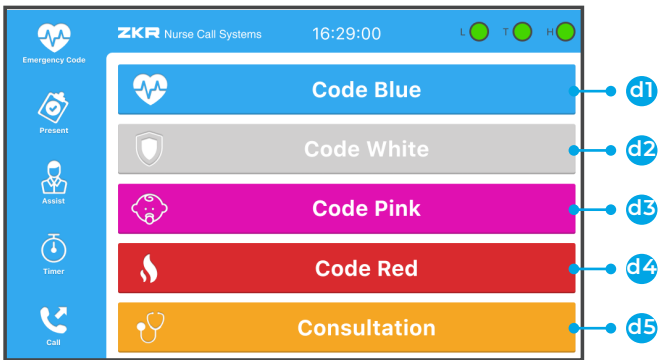 ZKR Nurse Call Systems 16:29:00 L T H
Emergency Code
Present
Assist
Timer
Call
Code Blue d1
Code White d2
Code Pink d3
Code Red d4
Consultation d5